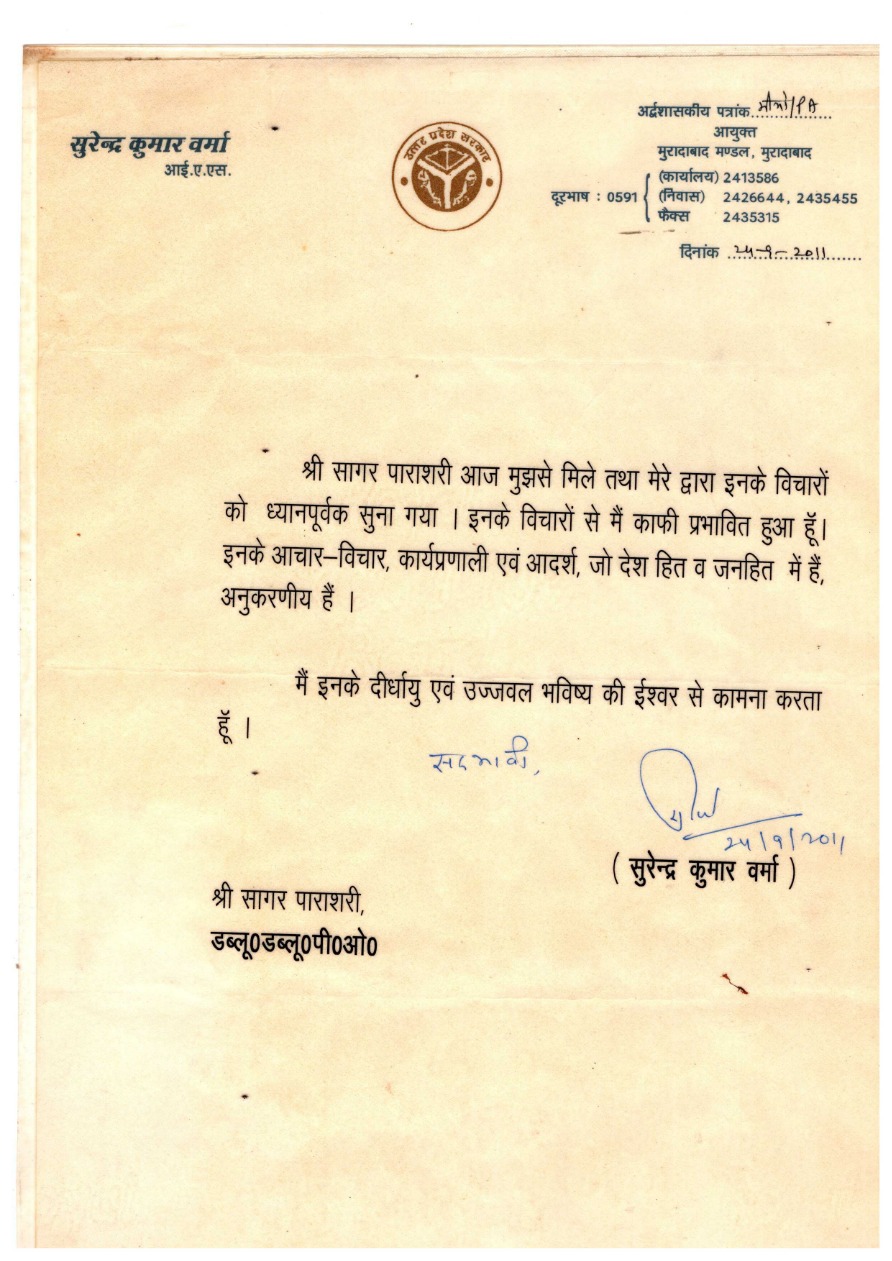 सुरेन्द्र कुमार वर्मा
आई.ए.एस.
उत्तर प्रदेश सरकार
अर्द्वशासकीय पत्रांक..................
आयुक्त
मुरादाबाद मण्डल, मुरादाबाद
दूरभाष : 0591
(कार्यालय) 2413586
(निवास) 2426644, 2435455
फैक्स 2435315
दिनांक 24-9-2011
श्री सागर पाराशरी आज मुझसे मिले तथा मेरे द्वारा इनके विचारों
को ध्यानपूर्वक सुना गया । इनके विचारों से मैं काफी प्रभावित हुआ हूॅ।
इनके आचार–विचार, कार्यप्रणाली एवं आदर्श, जो देश हित व जनहित में हैं,
अनुकरणीय हैं ।
मैं इनके दीर्धायु एवं उज्जवल भविष्य की ईश्वर से कामना करता
हूॅ ।
सदभावी,
24/9/2011
( सुरेन्द्र कुमार वर्मा )
श्री सागर पाराशरी,
डब्लू0डब्लू0पी0ओ0